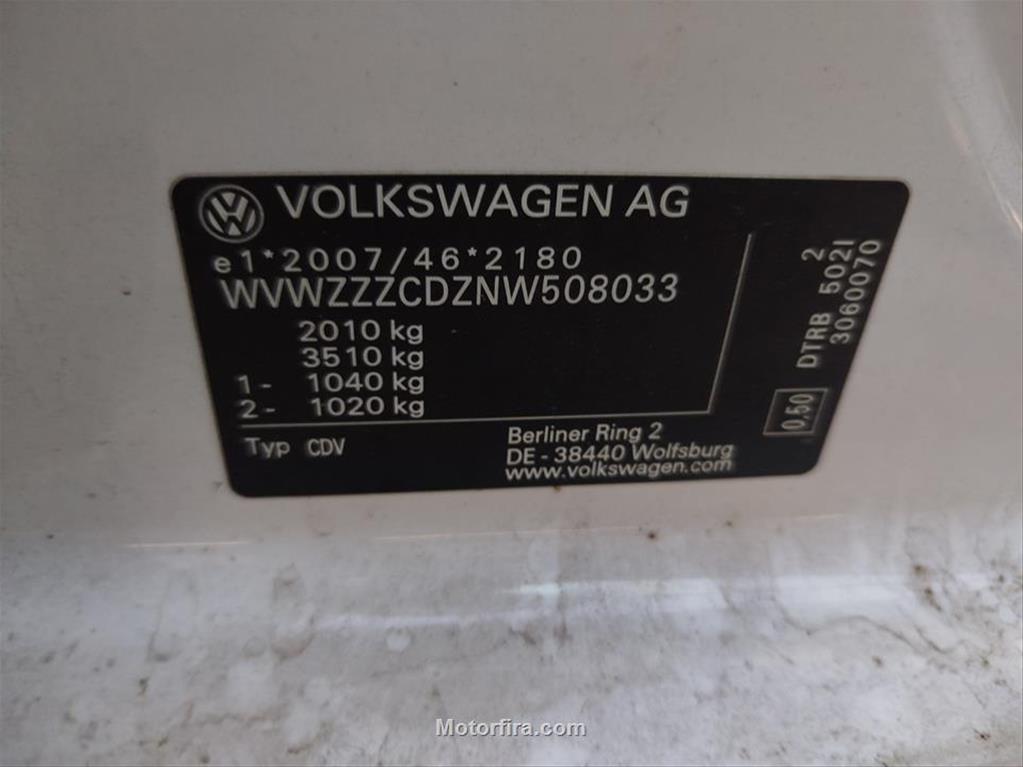 VOLKSWAGEN AG
e1*2007/46*2180
WVWZZZCDZNW508033
2010 kg
3510 kg
1- 1040 kg
2- 1020 kg
Typ CDV
Berliner Ring 2
DE - 38440 Wolfsburg
www.volkswagen.com
2
DTRB 502I
3060070
0,50
Motorfira.com